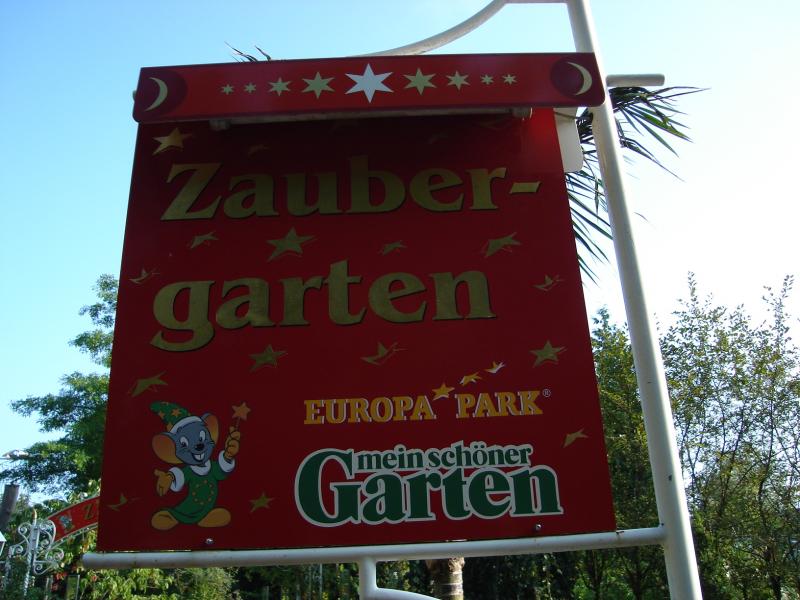 Zauber-
garten
EUROPA PARK®
mein schöner
Garten